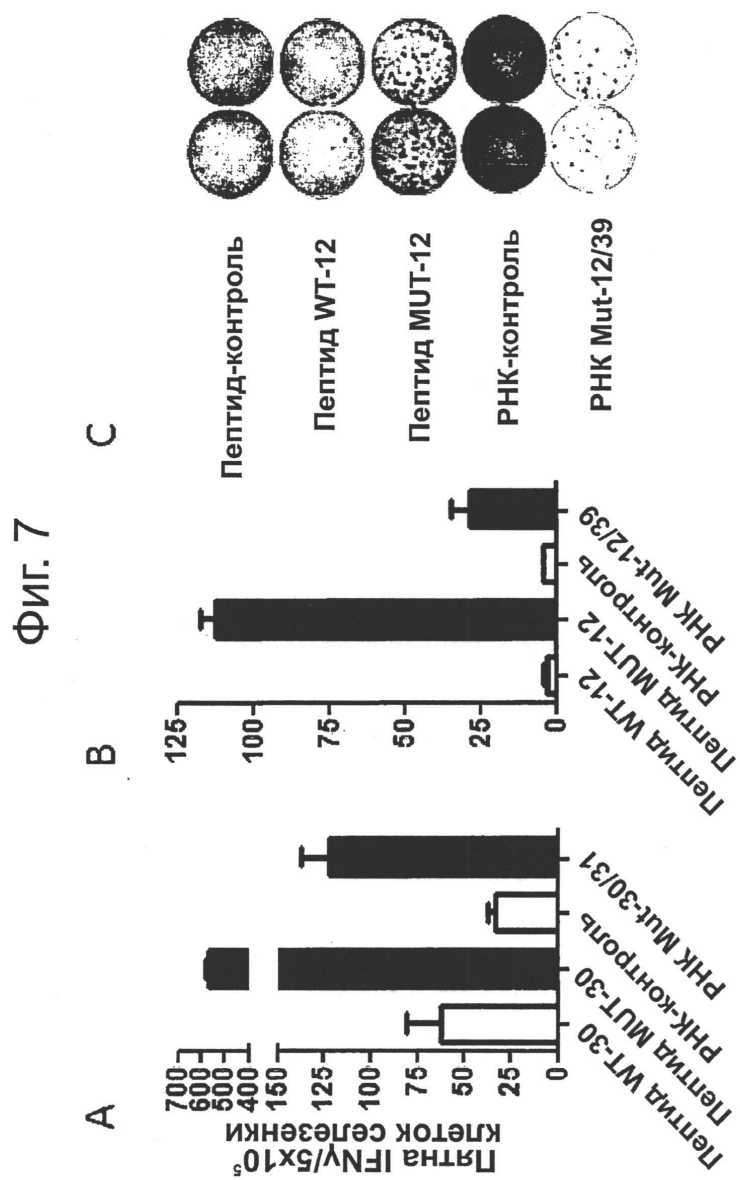 Фиг. 7
A
Пятна IFNγ/5x10⁵
клеток селезенки
700
600
500
400
150
125
100
75
50
25
0
Пептид WT-30
Пептид MUT-30
РНК-контроль
РНК Mut-30/31
B
125
100
75
50
25
0
Пептид WT-12
Пептид MUT-12
РНК-контроль
РНК Mut-12/39
C
Пептид-контроль
Пептид WT-12
Пептид MUT-12
РНК-контроль
РНК Mut-12/39